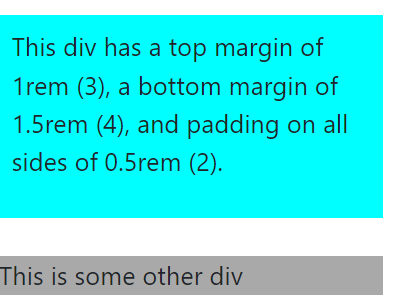 This div has a top margin of
1rem (3), a bottom margin of
1.5rem (4), and padding on all
sides of 0.5rem (2).
This is some other div